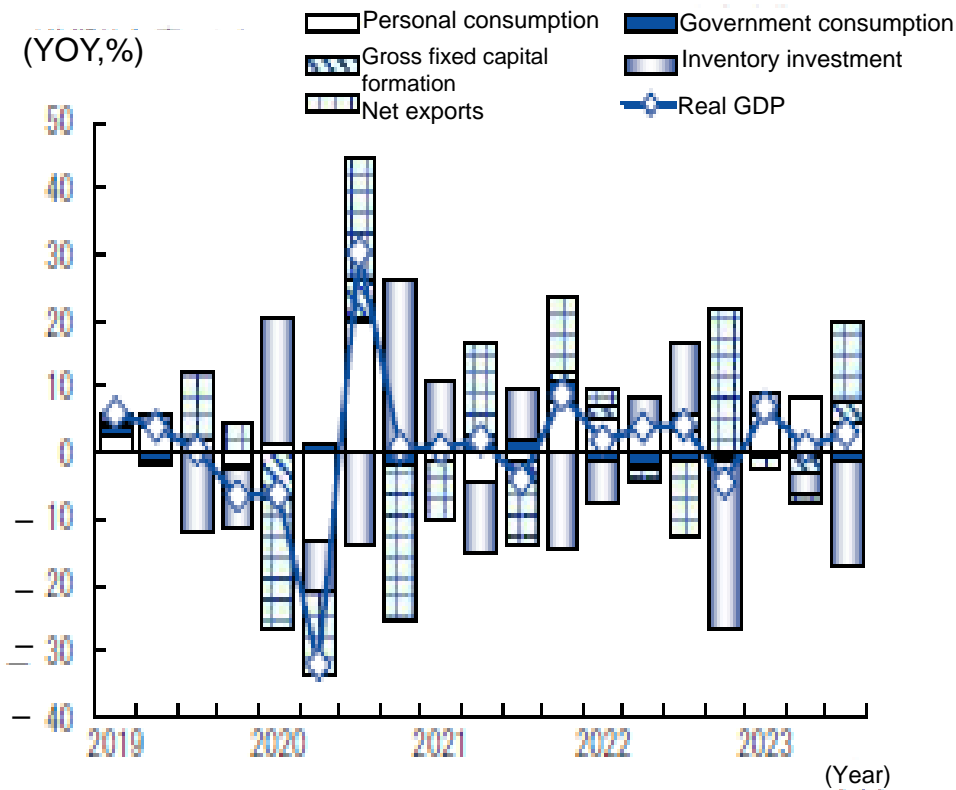 Personal consumption
Government consumption
(YOY,%)
Gross fixed capital
formation
Inventory investment
Net exports
Real GDP
50
40
30
20
10
0
– 10
– 20
– 30
– 40
2019 2020 2021 2022 2023
(Year)